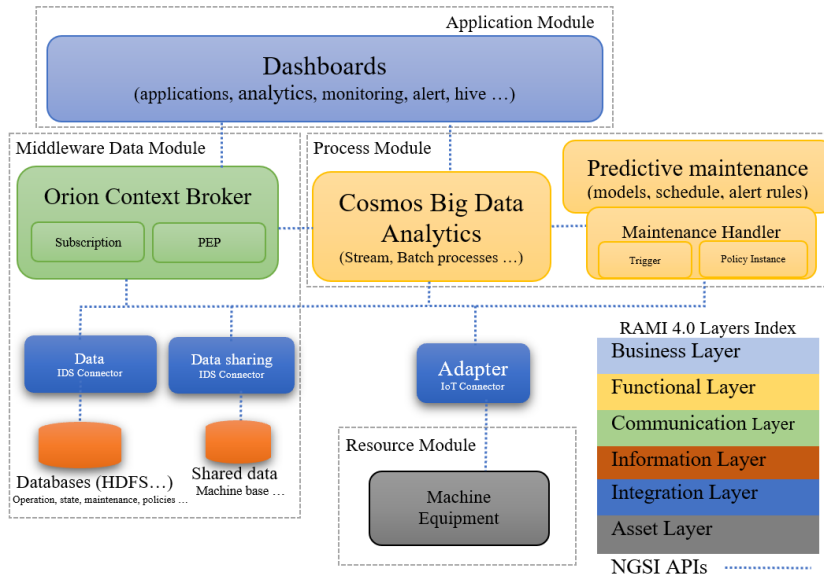 Application Module
Dashboards
(applications, analytics, monitoring, alert, hive …)
Middleware Data Module
Orion Context Broker
Subscription
PEP
Process Module
Cosmos Big Data
Analytics
(Stream, Batch processes …)
Predictive maintenance
(models, schedule, alert rules)
Maintenance Handler
Trigger
Policy Instance
Data
IDS Connector
Data sharing
IDS Connector
Adapter
IoT Connector
Databases (HDFS…)
Operation, state, maintenance, policies …
Shared data
Machine base …
Resource Module
Machine
Equipment
RAMI 4.0 Layers Index
Business Layer
Functional Layer
Communication Layer
Information Layer
Integration Layer
Asset Layer
NGSI APIs